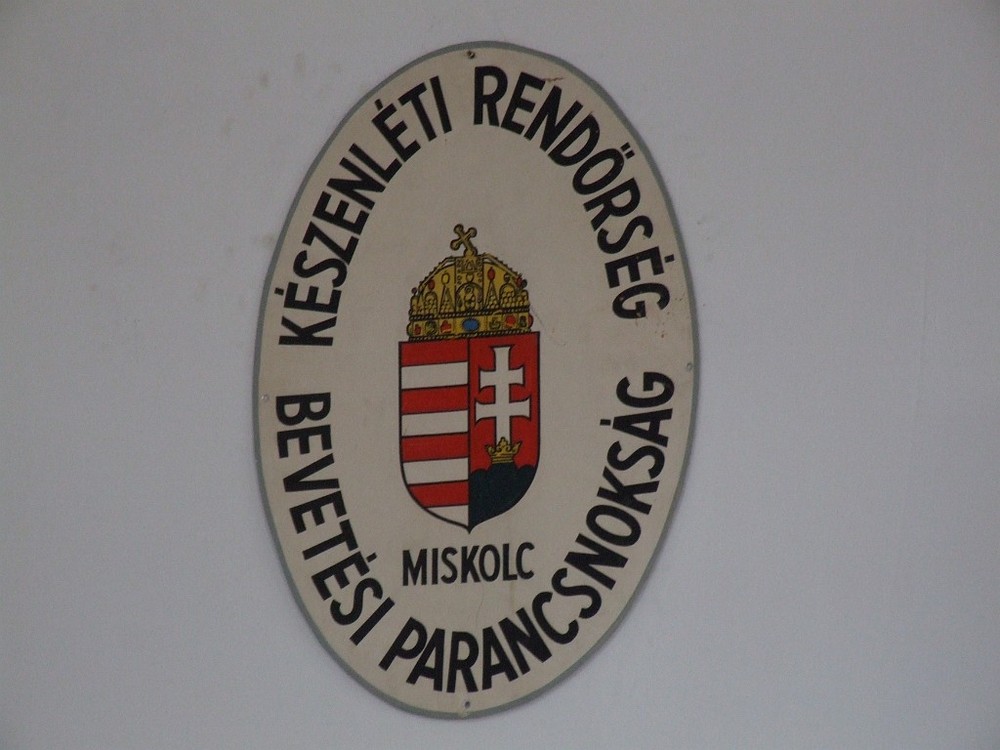 KÉSZENLÉTI RENDŐRSÉG
BEVETÉSI PARANCSNOKSÁG
MISKOLC